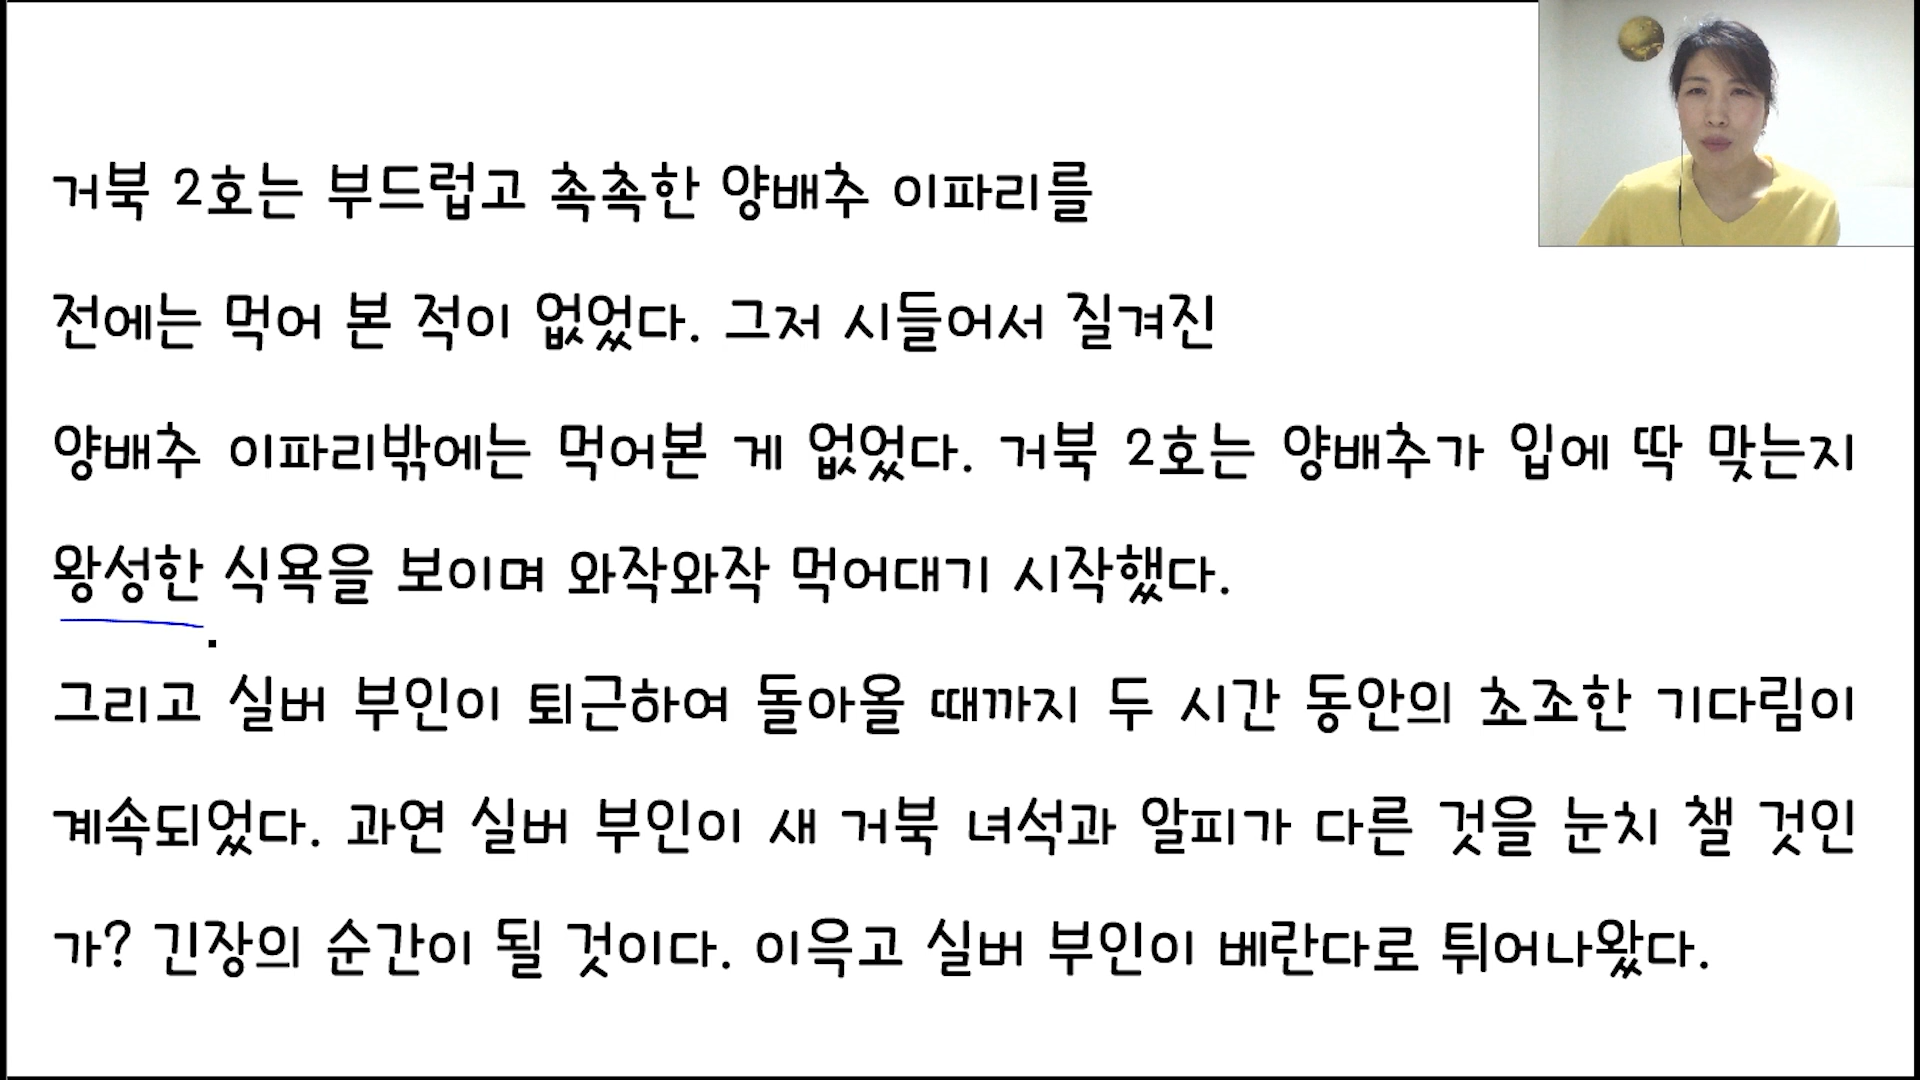 거북 2호는 부드럽고 촉촉한 양배추 이파리를
전에는 먹어 본 적이 없었다. 그저 시들어서 질겨진
양배추 이파리밖에는 먹어본 게 없었다. 거북 2호는 양배추가 입에 딱 맞는지
왕성한 식욕을 보이며 와작와작 먹어대기 시작했다.
그리고 실버 부인이 퇴근하여 돌아올 때까지 두 시간 동안의 초조한 기다림이
계속되었다. 과연 실버 부인이 새 거북 녀석과 알피가 다른 것을 눈치 챌 것인
가? 긴장의 순간이 될 것이다. 이윽고 실버 부인이 베란다로 튀어나왔다.